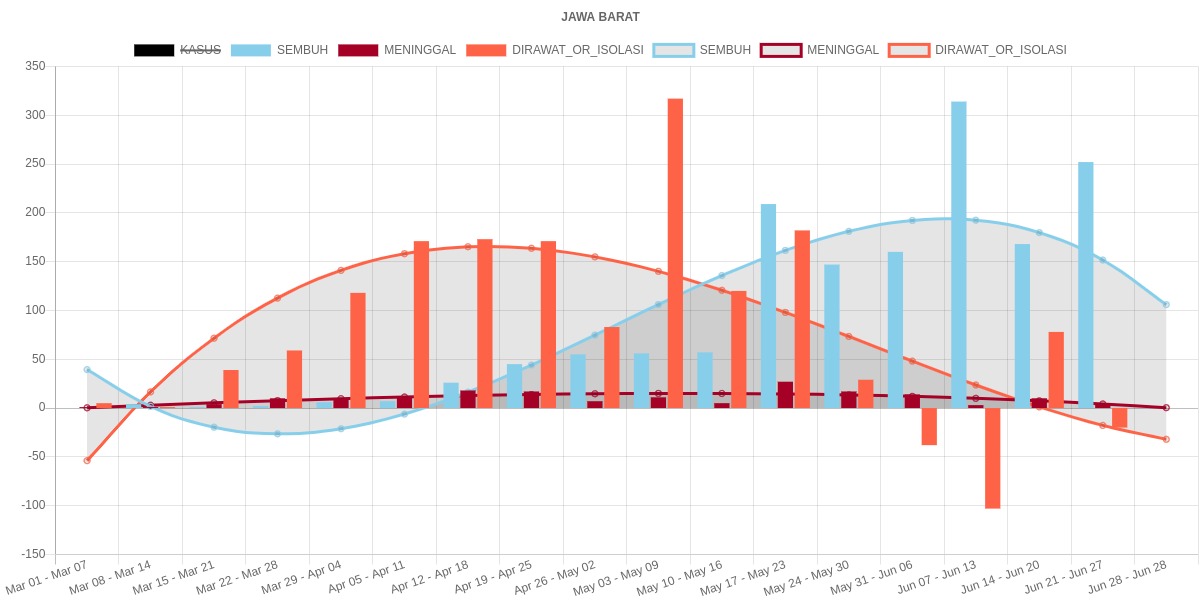 JAWA BARAT
KASUS SEMBUH MENINGGAL DIRAWAT_OR_ISOLASI SEMBUH MENINGGAL DIRAWAT_OR_ISOLASI
350
300
250
200
150
100
50
0
-50
-100
-150
Mar 01 - Mar 07
Mar 08 - Mar 14
Mar 15 - Mar 21
Mar 22 - Mar 28
Mar 29 - Apr 04
Apr 05 - Apr 11
Apr 12 - Apr 18
Apr 19 - Apr 25
Apr 26 - May 02
May 03 - May 09
May 10 - May 16
May 17 - May 23
May 24 - May 30
May 31 - Jun 06
Jun 07 - Jun 13
Jun 14 - Jun 20
Jun 21 - Jun 27
Jun 28 - Jun 28